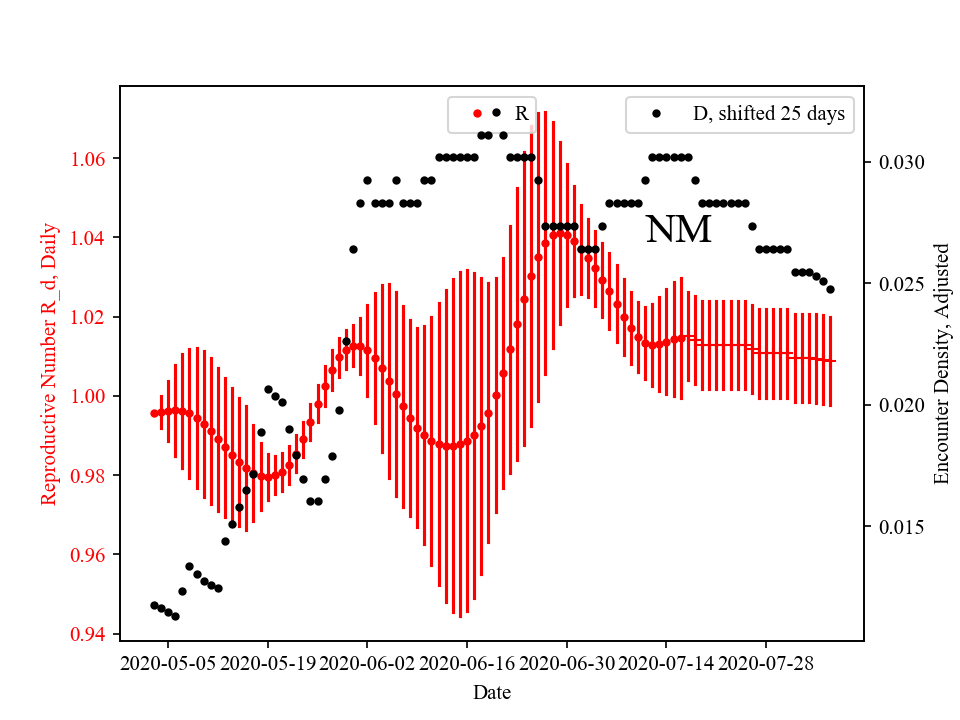 R
D, shifted 25 days
1.06
1.04
1.02
1.00
0.98
0.96
0.94
Reproductive Number R_d, Daily
NM
0.030
0.025
0.020
0.015
Encounter Density, Adjusted
2020-05-05 2020-05-19 2020-06-02 2020-06-16 2020-06-30 2020-07-14 2020-07-28
Date